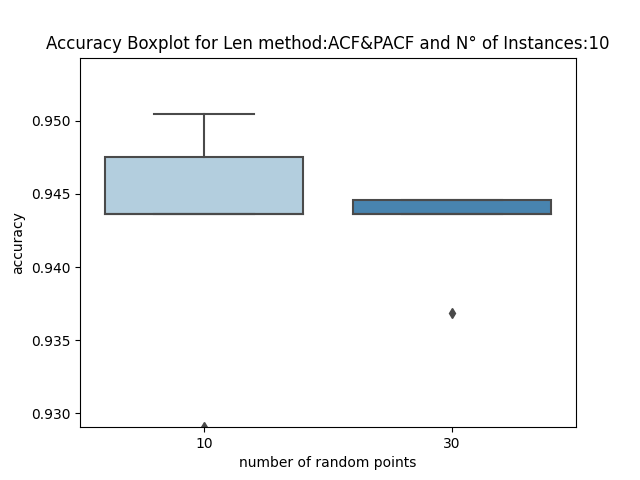 Accuracy Boxplot for Len method:ACF&PACF and N° of Instances:10
0.950
0.945
0.940
0.935
0.930
accuracy
10 30
number of random points